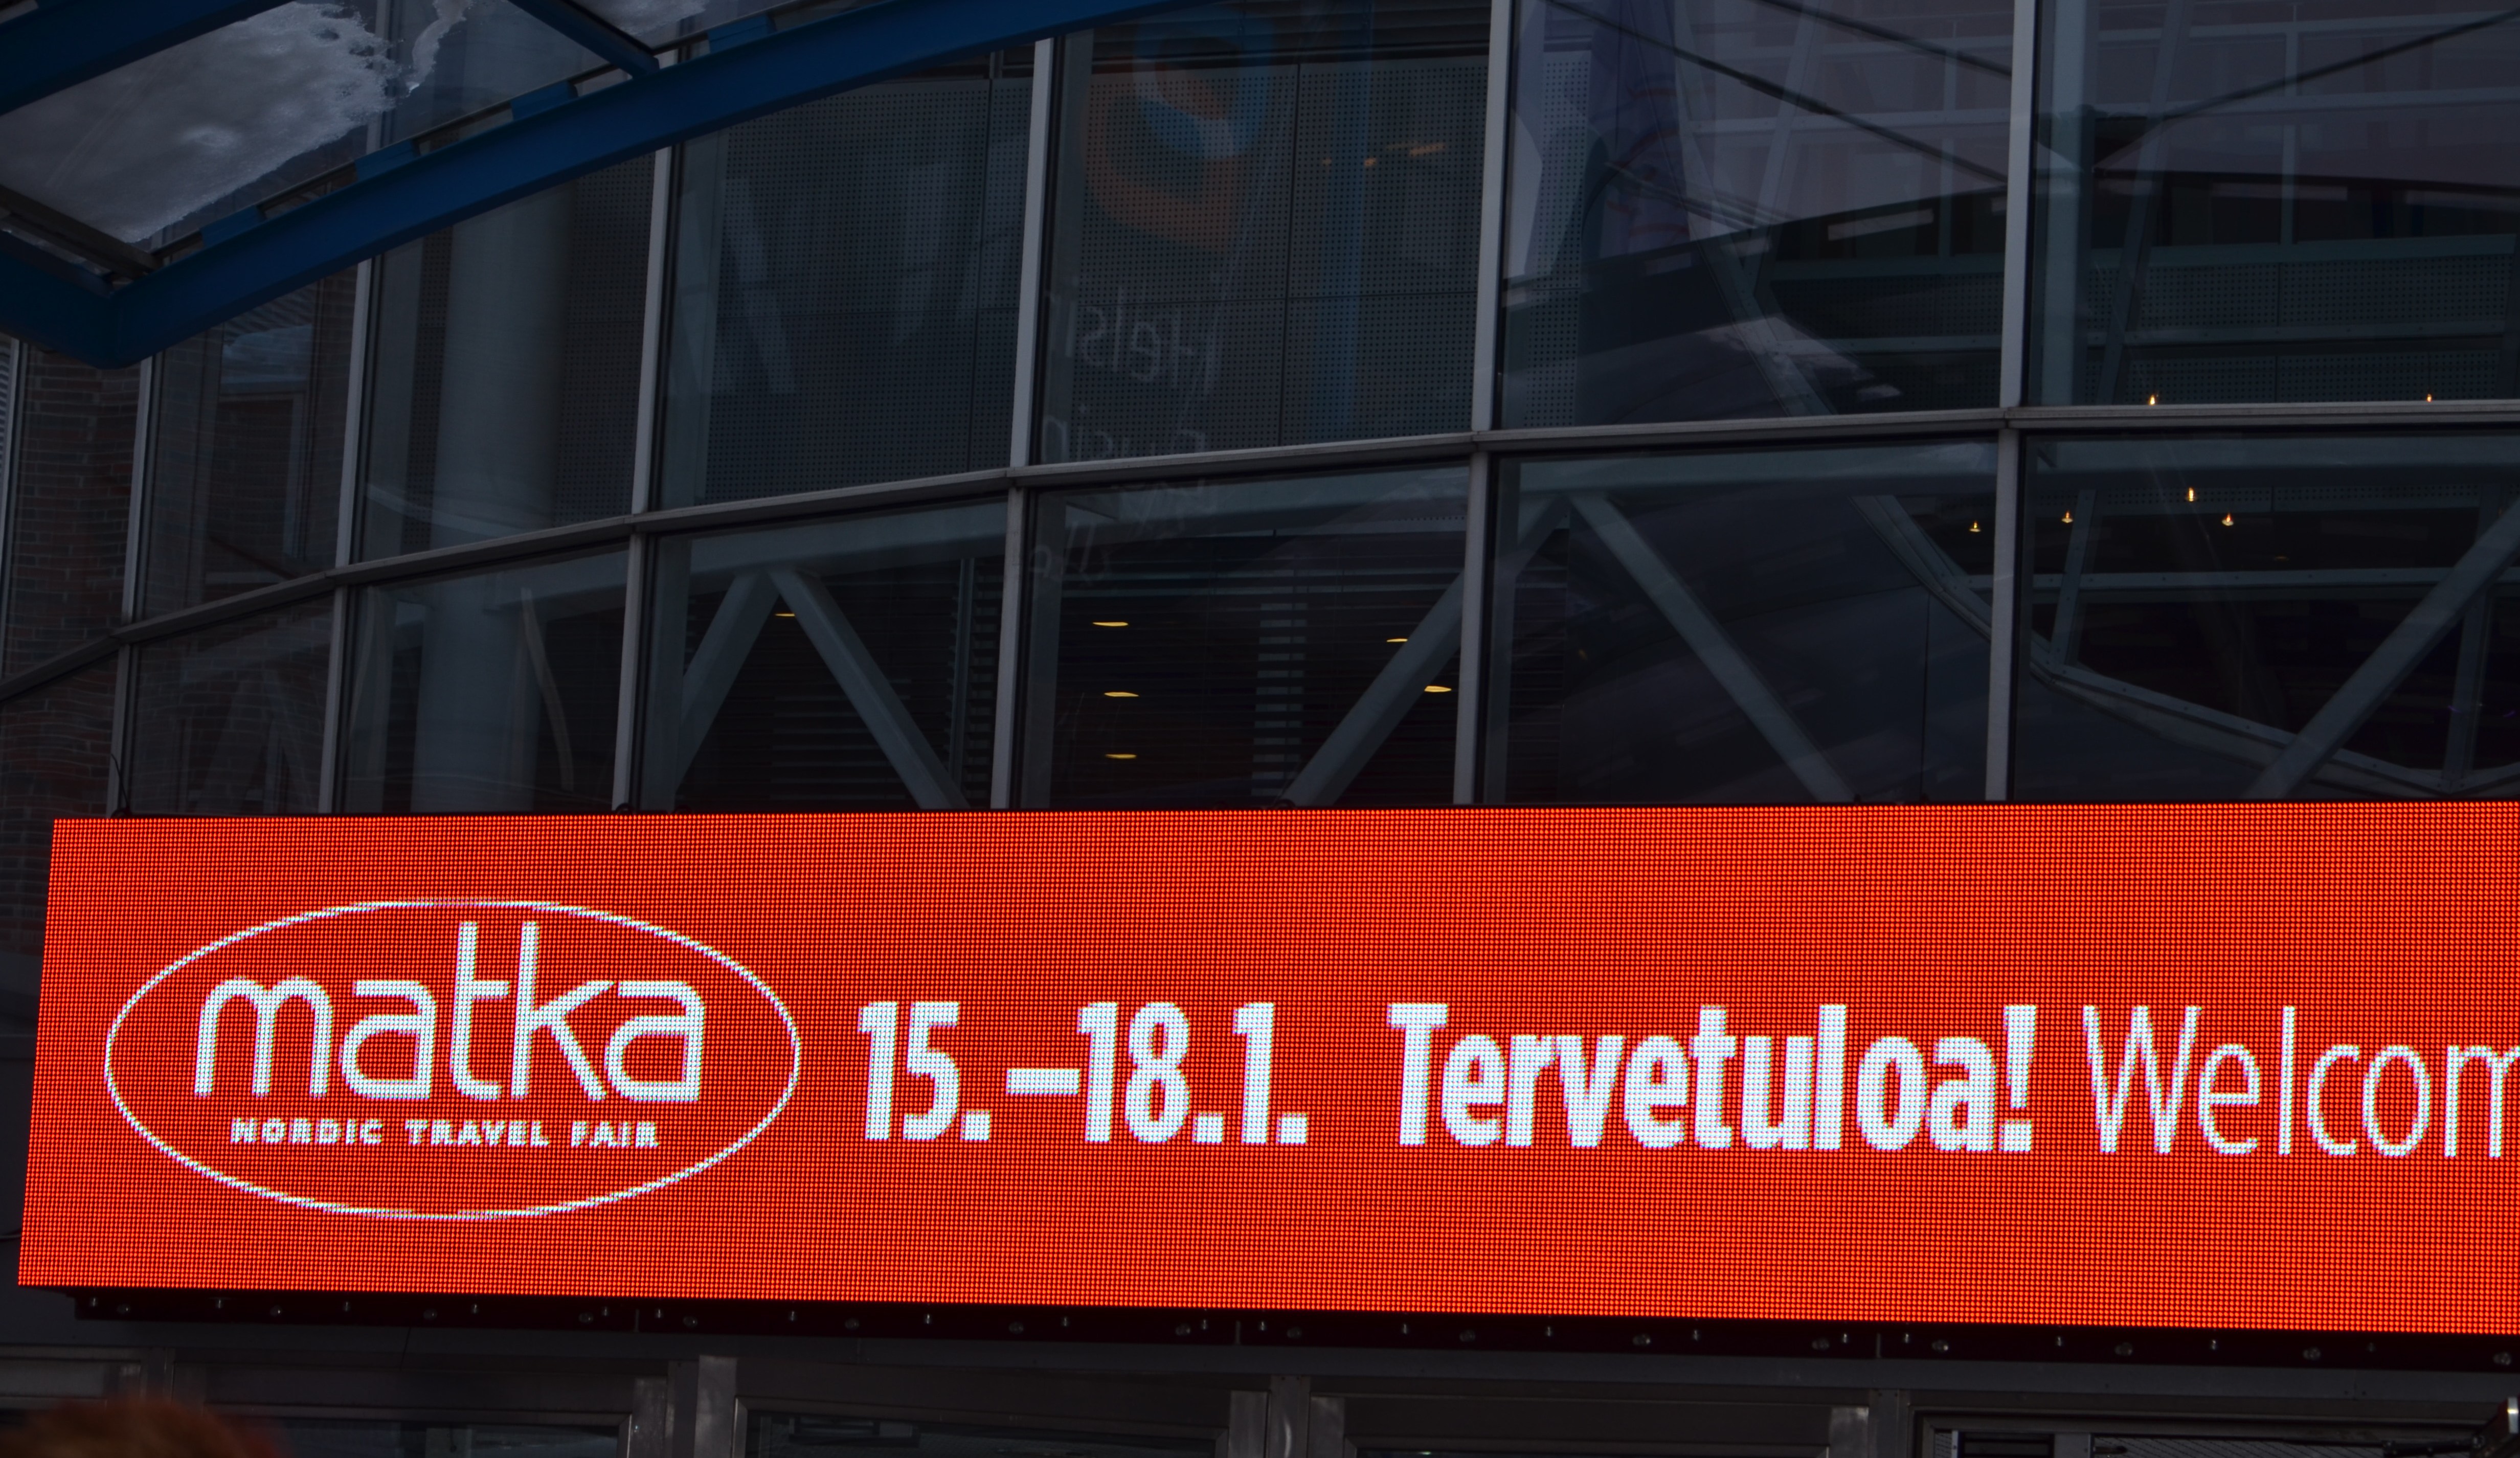 matka
NORDIC TRAVEL FAIR
15.–18.1. Tervetuloa! Welcom